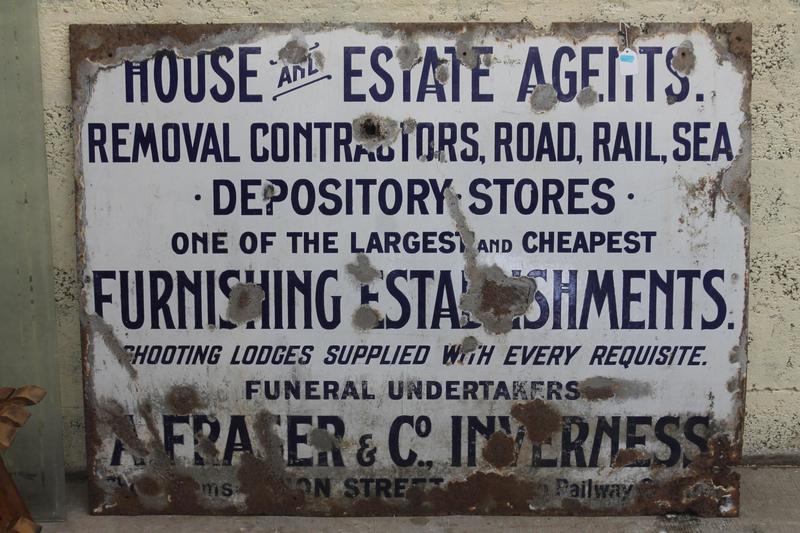 HOUSE AND ESTATE AGENTS.
REMOVAL CONTRACTORS, ROAD, RAIL, SEA
· DEPOSITORY · STORES ·
ONE OF THE LARGEST AND CHEAPEST
FURNISHING ESTABLISHMENTS.
SHOOTING LODGES SUPPLIED WITH EVERY REQUISITE.
FUNERAL UNDERTAKERS
A FRASER & Co., INVERNESS
STREET Railway